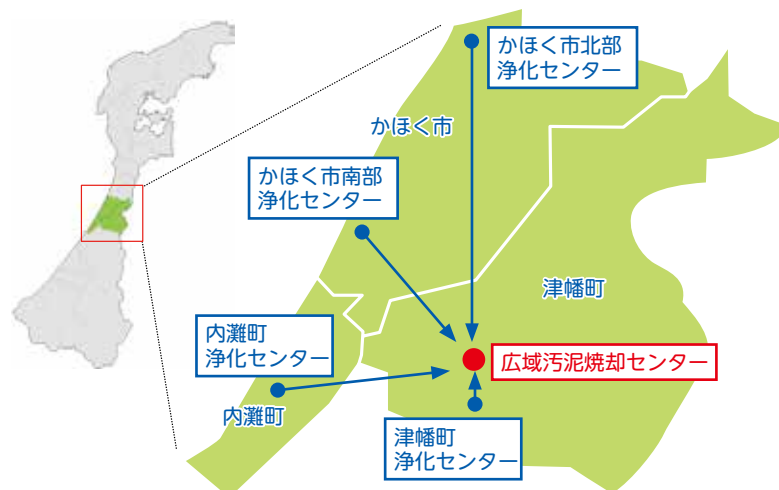 かほく市北部
浄化センター
かほく市
かほく市南部
浄化センター
津幡町
内灘町
浄化センター
広域汚泥焼却センター
内灘町
津幡町
浄化センター